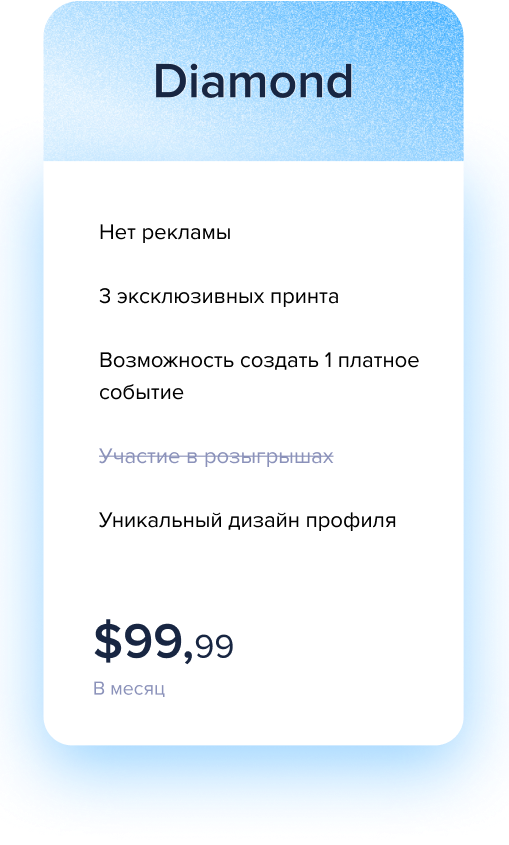 Diamond
Нет рекламы
3 эксклюзивных принта
Возможность создать 1 платное
событие
Участие в розыгрышах
Уникальный дизайн профиля
$99,99
В месяц